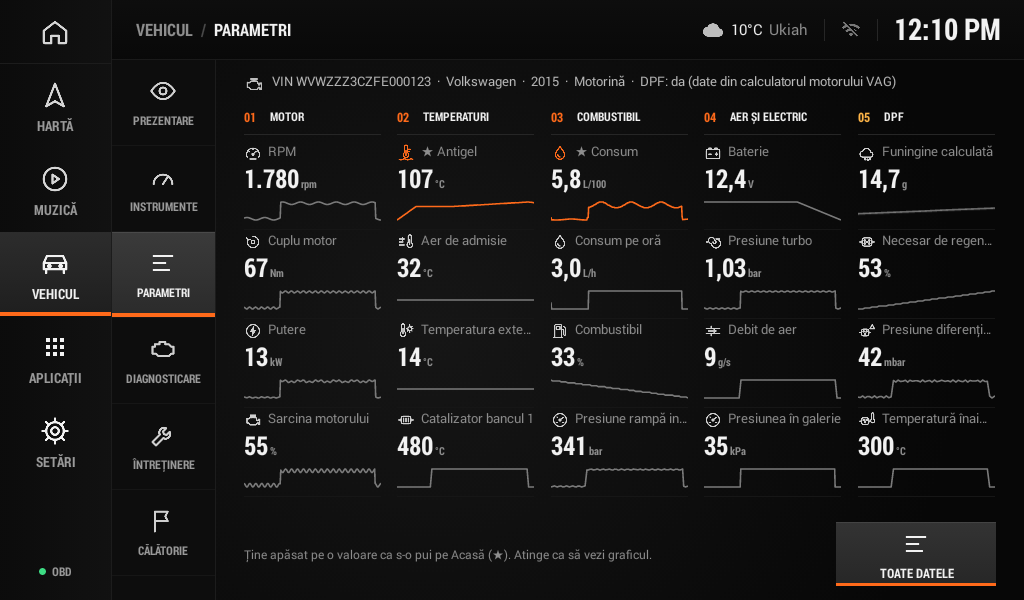 VEHICUL / PARAMETRI
10°C Ukiah
12:10 PM
HARTĂ
MUZICĂ
VEHICUL
APLICAȚII
SETĂRI
OBD
PREZENTARE
INSTRUMENTE
PARAMETRI
DIAGNOSTICARE
ÎNTREȚINERE
CĂLĂTORIE
VIN WVWZZZ3CZFE000123 · Volkswagen · 2015 · Motorină · DPF: da (date din calculatorul motorului VAG)
01 MOTOR
02 TEMPERATURI
03 COMBUSTIBIL
04 AER ȘI ELECTRIC
05 DPF
RPM
★ Antigel
★ Consum
Baterie
Funingine calculată
1.780 rpm
107 °C
5,8 L/100
12,4 V
14,7 g
Cuplu motor
Aer de admisie
Consum pe oră
Presiune turbo
Necesar de regen…
67 Nm
32 °C
3,0 L/h
1,03 bar
53 %
Putere
Temperatura exte…
Combustibil
Debit de aer
Presiune diferenți…
13 kW
14 °C
33 %
9 g/s
42 mbar
Sarcina motorului
Catalizator bancul 1
Presiune rampă in…
Presiunea în galerie
Temperatură înai…
55 %
480 °C
341 bar
35 kPa
300 °C
Ține apăsat pe o valoare ca s-o pui pe Acasă (★). Atinge ca să vezi graficul.
TOATE DATELE